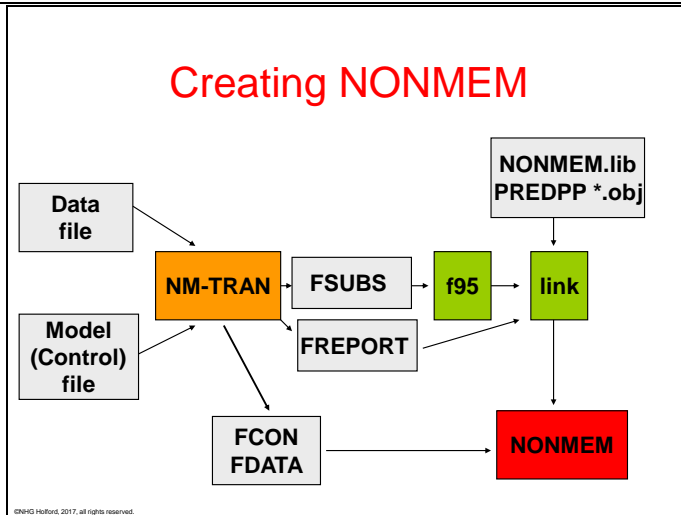 Creating NONMEM
NONMEM.lib
PREDPP *.obj
Data
file
NM-TRAN
FSUBS
f95
link
Model
(Control)
file
FREPORT
FCON
FDATA
NONMEM
©NHG Holford, 2017, all rights reserved.